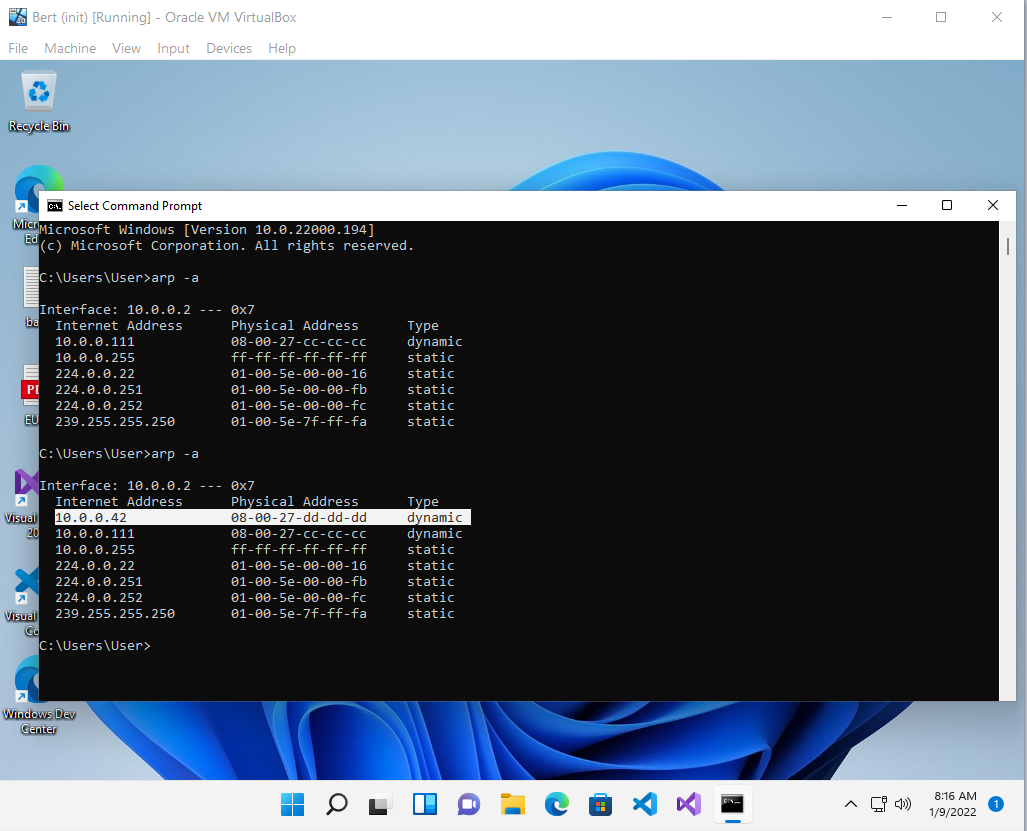 Bert (init) [Running] - Oracle VM VirtualBox
File Machine View Input Devices Help
Recycle Bin
Micr
Ed
ba
PD
EU
Visual
20
Visual
Co
Windows Dev
Center
Select Command Prompt
Microsoft Windows [Version 10.0.22000.194]
(c) Microsoft Corporation. All rights reserved.
C:\Users\User>arp -a
Interface: 10.0.0.2 --- 0x7
Internet Address Physical Address Type
10.0.0.111 08-00-27-cc-cc-cc dynamic
10.0.0.255 ff-ff-ff-ff-ff-ff static
224.0.0.22 01-00-5e-00-00-16 static
224.0.0.251 01-00-5e-00-00-fb static
224.0.0.252 01-00-5e-00-00-fc static
239.255.255.250 01-00-5e-7f-ff-fa static
C:\Users\User>arp -a
Interface: 10.0.0.2 --- 0x7
Internet Address Physical Address Type
10.0.0.42 08-00-27-dd-dd-dd dynamic
10.0.0.111 08-00-27-cc-cc-cc dynamic
10.0.0.255 ff-ff-ff-ff-ff-ff static
224.0.0.22 01-00-5e-00-00-16 static
224.0.0.251 01-00-5e-00-00-fb static
224.0.0.252 01-00-5e-00-00-fc static
239.255.255.250 01-00-5e-7f-ff-fa static
C:\Users\User>
8:16 AM
1/9/2022
1